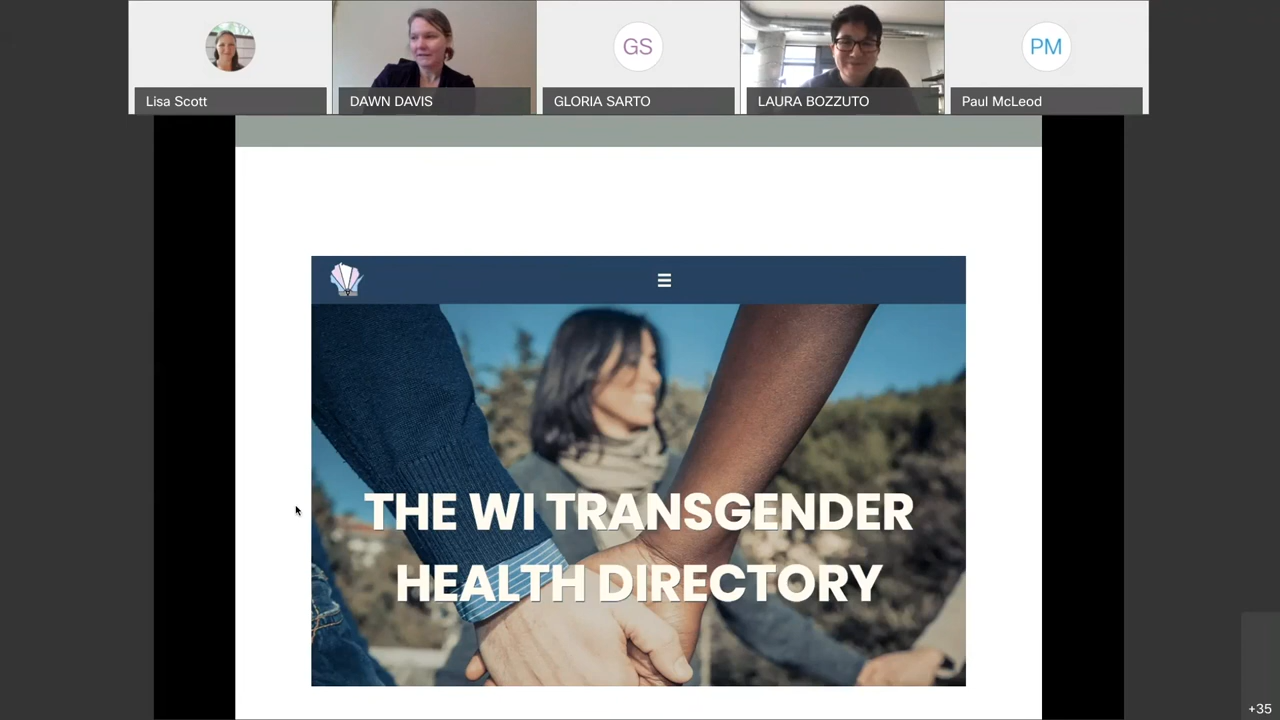 Lisa Scott
DAWN DAVIS
GS
GLORIA SARTO
LAURA BOZZUTO
PM
Paul McLeod
THE WI TRANSGENDER
HEALTH DIRECTORY
+35